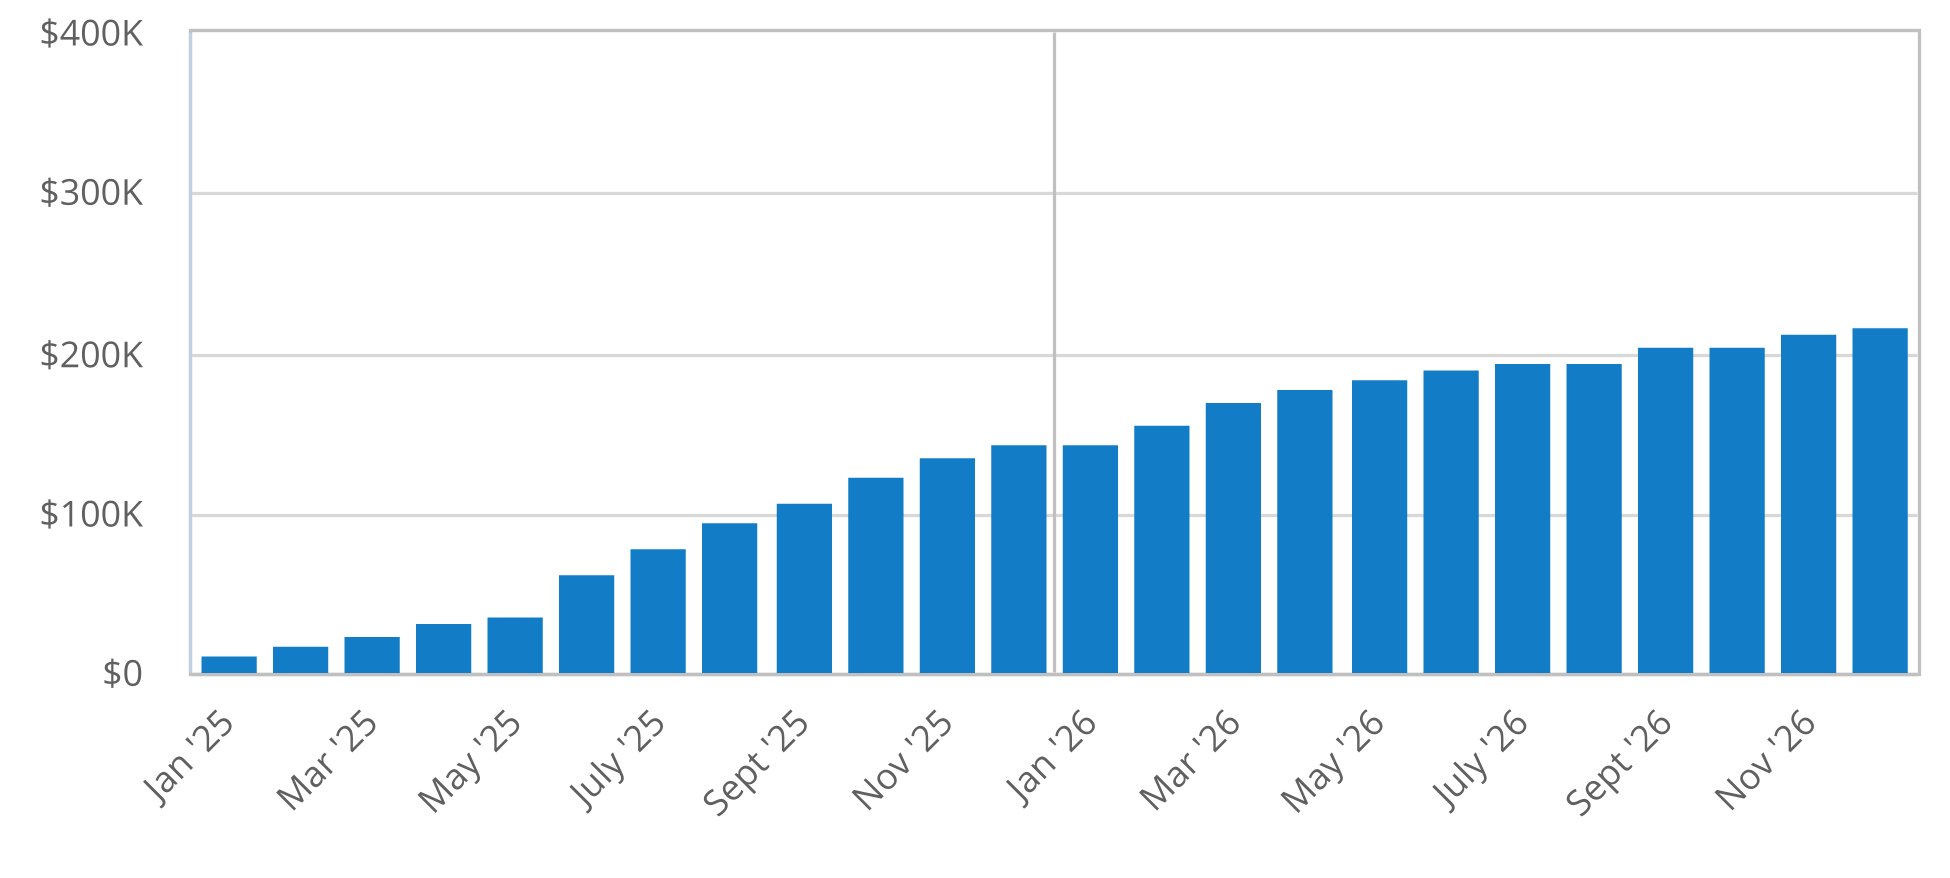 $400K
$300K
$200K
$100K
$0
Jan '25
Mar '25
May '25
July '25
Sept '25
Nov '25
Jan '26
Mar '26
May '26
July '26
Sept '26
Nov '26